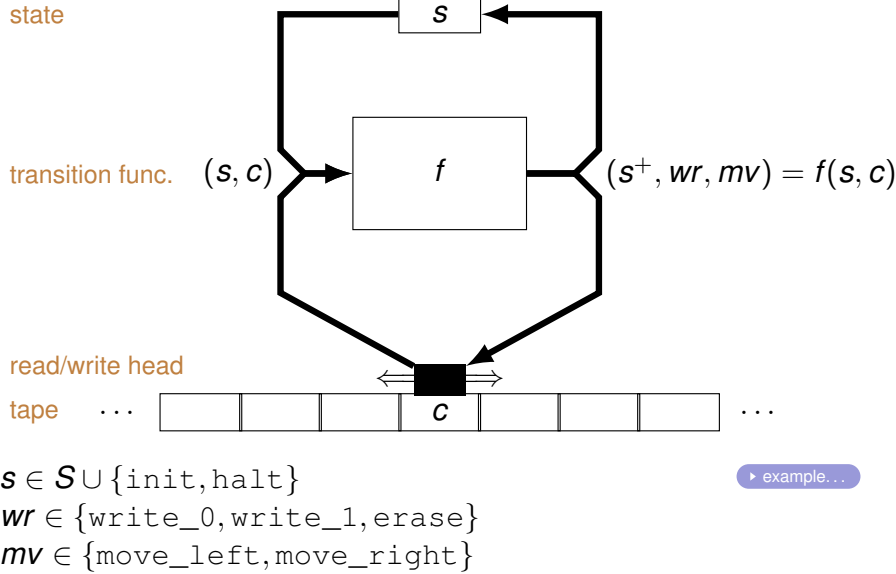 state s
transition func. (s, c) f (s⁺, wr, mv) = f(s, c)
read/write head
tape ··· c ···
s ∈ S ∪ {init, halt}
example...
wr ∈ {write_0, write_1, erase}
mv ∈ {move_left, move_right}